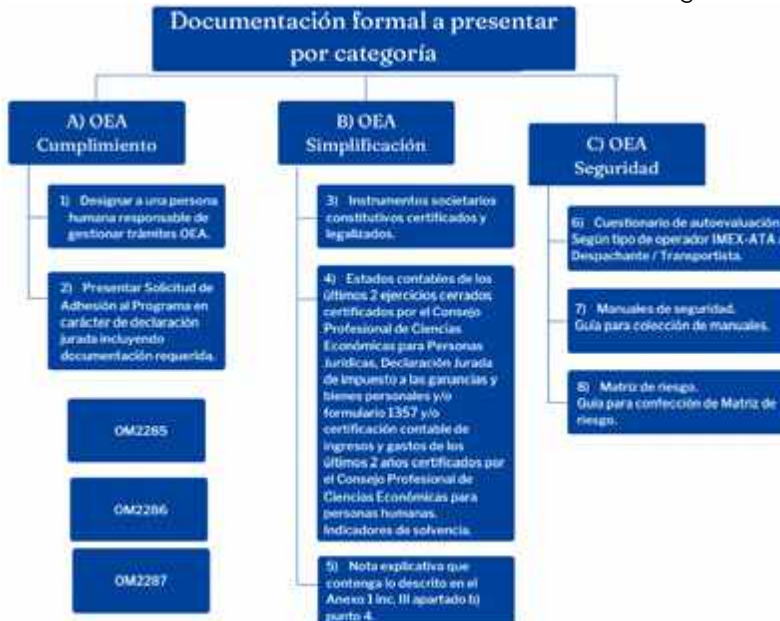 Documentación formal a presentar
por categoría
A) OEA
Cumplimiento
1) Designar a una persona
humana responsable de
gestionar trámites OEA.
2) Presentar Solicitud de
Adhesión al Programa en
carácter de declaración
jurada incluyendo
documentación requerida.
OM2285
OM2286
OM2287
B) OEA
Simplificación
3) Instrumentos societarios
constitutivos certificados y
legalizados.
4) Estados contables de los
últimos 2 ejercicios cerrados
certificados por el Consejo
Profesional de Ciencias
Económicas para Personas
Jurídicas, Declaración Jurada
de impuesto a las ganancias y
bienes personales y/o
formulario 1357 y/o
certificación contable de
ingresos y gastos de los
últimos 2 años certificados por
el Consejo Profesional de
Ciencias Económicas para
personas humanas.
Indicadores de solvencia.
5) Nota explicativa que
contenga lo descrito en el
Anexo 1 inc. III apartado b)
punto 4.
C) OEA
Seguridad
6) Cuestionario de autoevaluación
Según tipo de operador IMEX-ATA
Despachante / Transportista.
7) Manuales de seguridad.
Guía para colección de manuales.
8) Matriz de riesgo.
Guía para confección de Matriz de
riesgo.